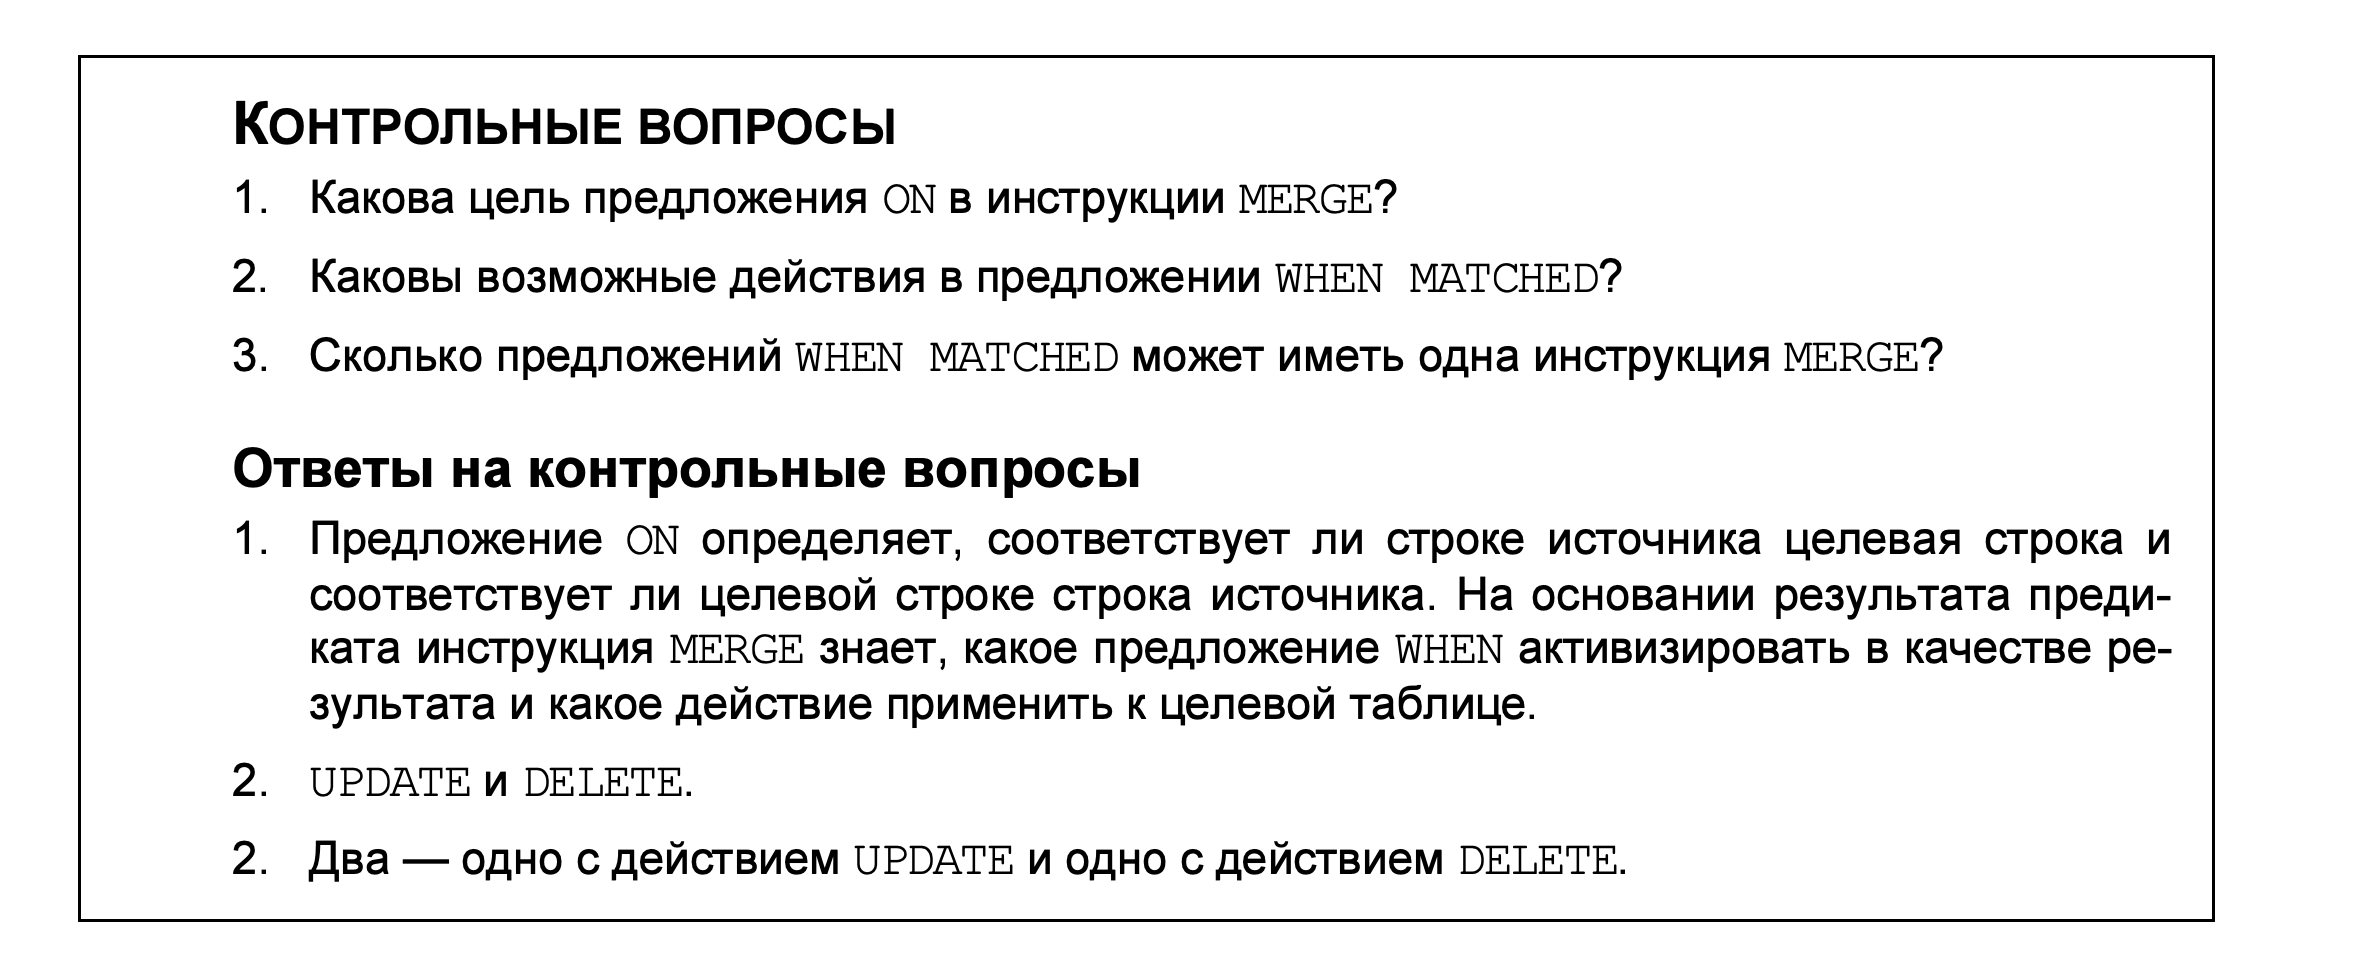 КОНТРОЛЬНЫЕ ВОПРОСЫ
1. Какова цель предложения ON в инструкции MERGE?
2. Каковы возможные действия в предложении WHEN MATCHED?
3. Сколько предложений WHEN MATCHED может иметь одна инструкция MERGE?
Ответы на контрольные вопросы
1. Предложение ON определяет, соответствует ли строке источника целевая строка и
соответствует ли целевой строке строка источника. На основании результата преди-
ката инструкция MERGE знает, какое предложение WHEN активизировать в качестве ре-
зультата и какое действие применить к целевой таблице.
2. UPDATE и DELETE.
2. Два — одно с действием UPDATE и одно с действием DELETE.